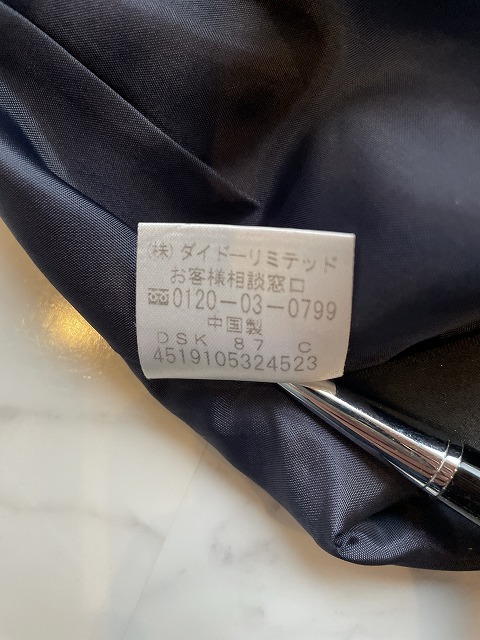 (株)ダイドーリミテッド
お客様相談窓口
0120-03-0799
中国製
DSK 87 C
4519105324523